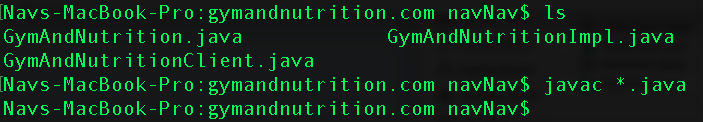 Navs-MacBook-Pro:gymandnutrition.com navNav$ ls
GymAndNutrition.java GymAndNutritionImpl.java
GymAndNutritionClient.java
Navs-MacBook-Pro:gymandnutrition.com navNav$ javac *.java
Navs-MacBook-Pro:gymandnutrition.com navNav$